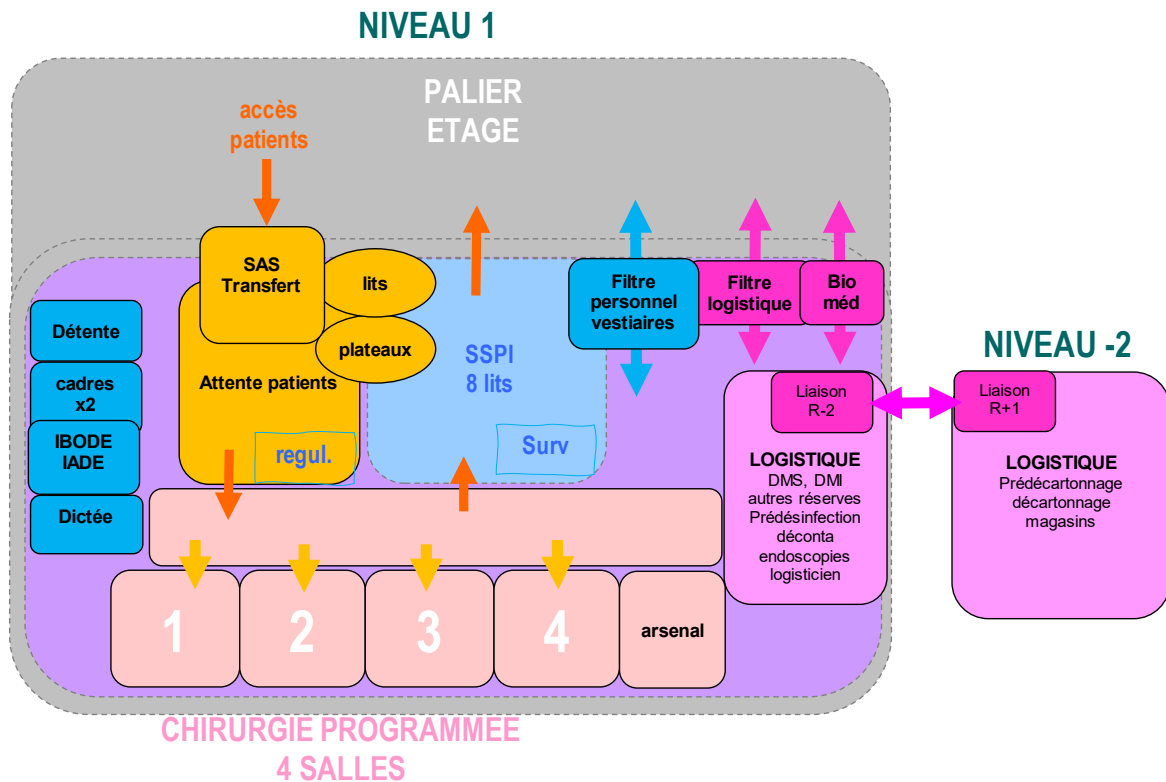 NIVEAU 1
PALIER
ETAGE
accès
patients
SAS
Transfert
lits
plateaux
Attente patients
regul.
SSPI
8 lits
Surv
Filtre
personnel
vestiaires
Filtre
logistique
Bio
méd
Détente
cadres
x2
IBODE
IADE
Dictée
Liaison
R-2
LOGISTIQUE
DMS, DMI
autres réserves
Prédésinfection
déconta
endoscopies
logisticien
NIVEAU -2
Liaison
R+1
LOGISTIQUE
Prédécartonnage
décartonnage
magasins
1
2
3
4
arsenal
CHIRURGIE PROGRAMMEE
4 SALLES